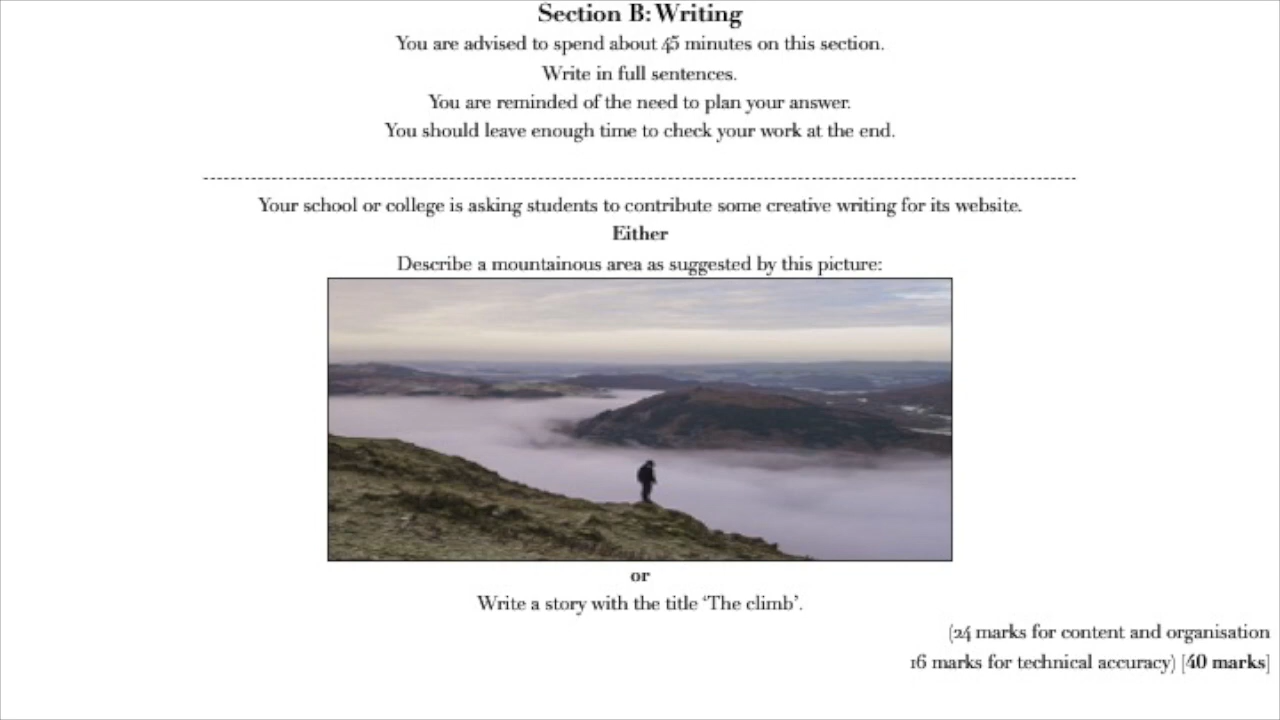 Section B: Writing
You are advised to spend about 45 minutes on this section.
Write in full sentences.
You are reminded of the need to plan your answer.
You should leave enough time to check your work at the end.
Your school or college is asking students to contribute some creative writing for its website.
Either
Describe a mountainous area as suggested by this picture:
or
Write a story with the title ‘The climb’.
(24 marks for content and organisation
16 marks for technical accuracy) [40 marks]